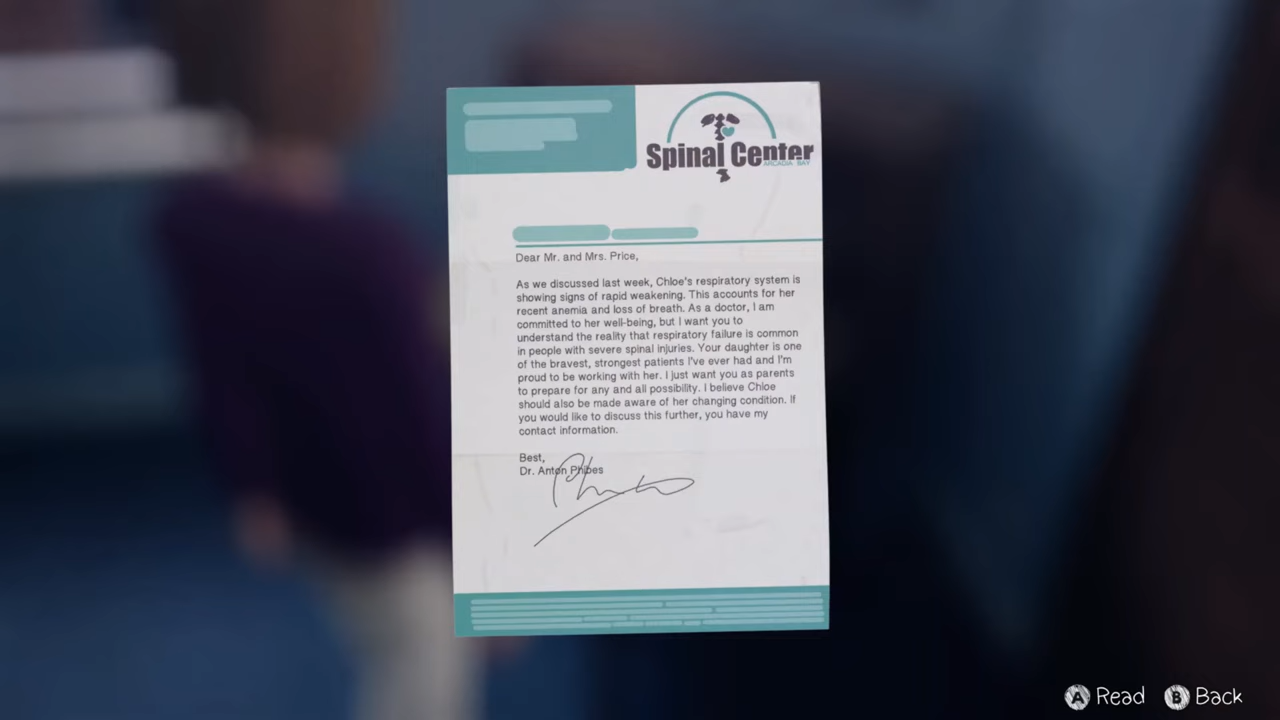 Spinal Center
ARCADIA BAY
Dear Mr. and Mrs. Price,
As we discussed last week, Chloe's respiratory system is
showing signs of rapid weakening. This accounts for her
recent anemia and loss of breath. As a doctor, I am
committed to her well-being, but I want you to
understand the reality that respiratory failure is common
in people with severe spinal injuries. Your daughter is one
of the bravest, strongest patients I've ever had and I'm
proud to be working with her. I just want you as parents
to prepare for any and all possibility. I believe Chloe
should also be made aware of her changing condition. If
you would like to discuss this further, you have my
contact information.
Best,
Dr. Anton Phibes
A Read B Back